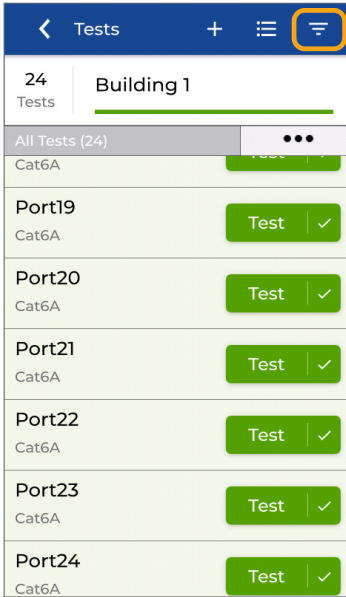 Tests
24
Tests
Building 1
All Tests (24)
Cat6A
Test
Port19
Cat6A
Test
Port20
Cat6A
Test
Port21
Cat6A
Test
Port22
Cat6A
Test
Port23
Cat6A
Test
Port24
Cat6A
Test